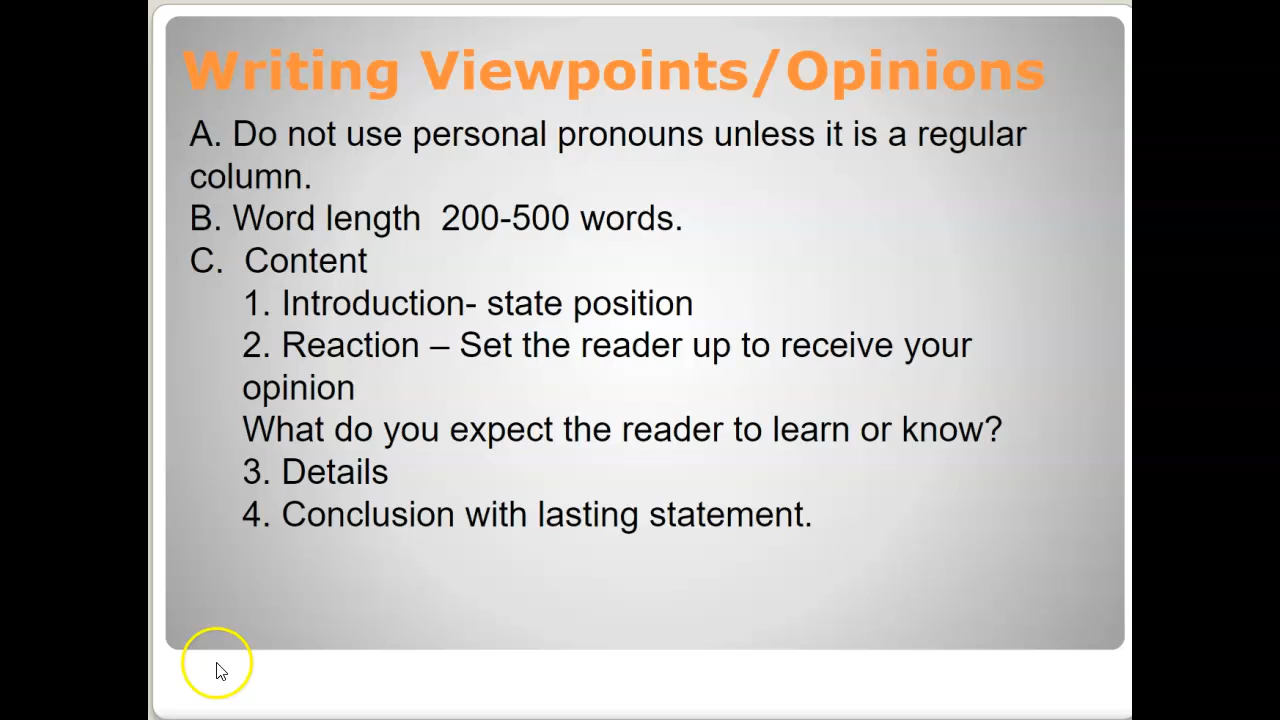 Writing Viewpoints/Opinions
A. Do not use personal pronouns unless it is a regular
column.
B. Word length  200-500 words.
C.  Content
1. Introduction- state position
2. Reaction – Set the reader up to receive your
opinion
What do you expect the reader to learn or know?
3. Details
4. Conclusion with lasting statement.